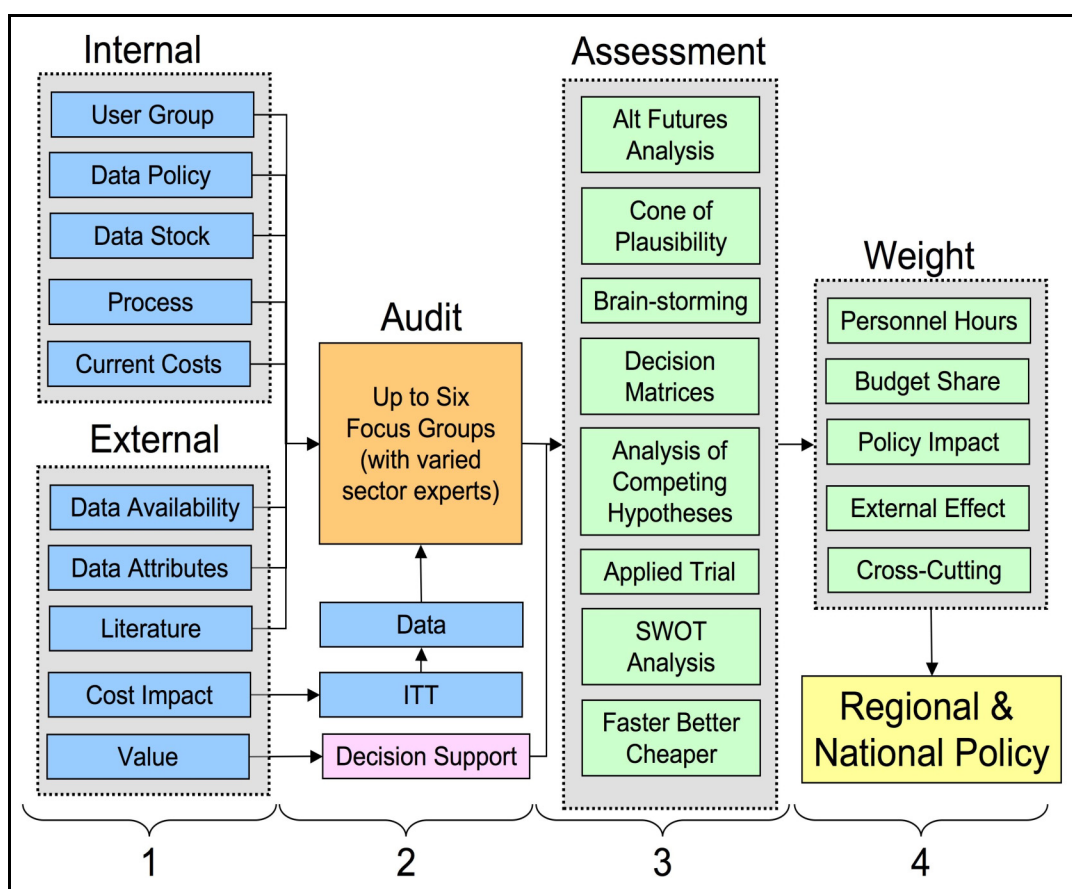 Internal
User Group
Data Policy
Data Stock
Process
Current Costs
External
Data Availability
Data Attributes
Literature
Cost Impact
Value
Audit
Up to Six
Focus Groups
(with varied
sector experts)
Data
ITT
Decision Support
Assessment
Alt Futures
Analysis
Cone of
Plausibility
Brain-storming
Decision
Matrices
Analysis of
Competing
Hypotheses
Applied Trial
SWOT
Analysis
Faster Better
Cheaper
Weight
Personnel Hours
Budget Share
Policy Impact
External Effect
Cross-Cutting
Regional &
National Policy
1
2
3
4